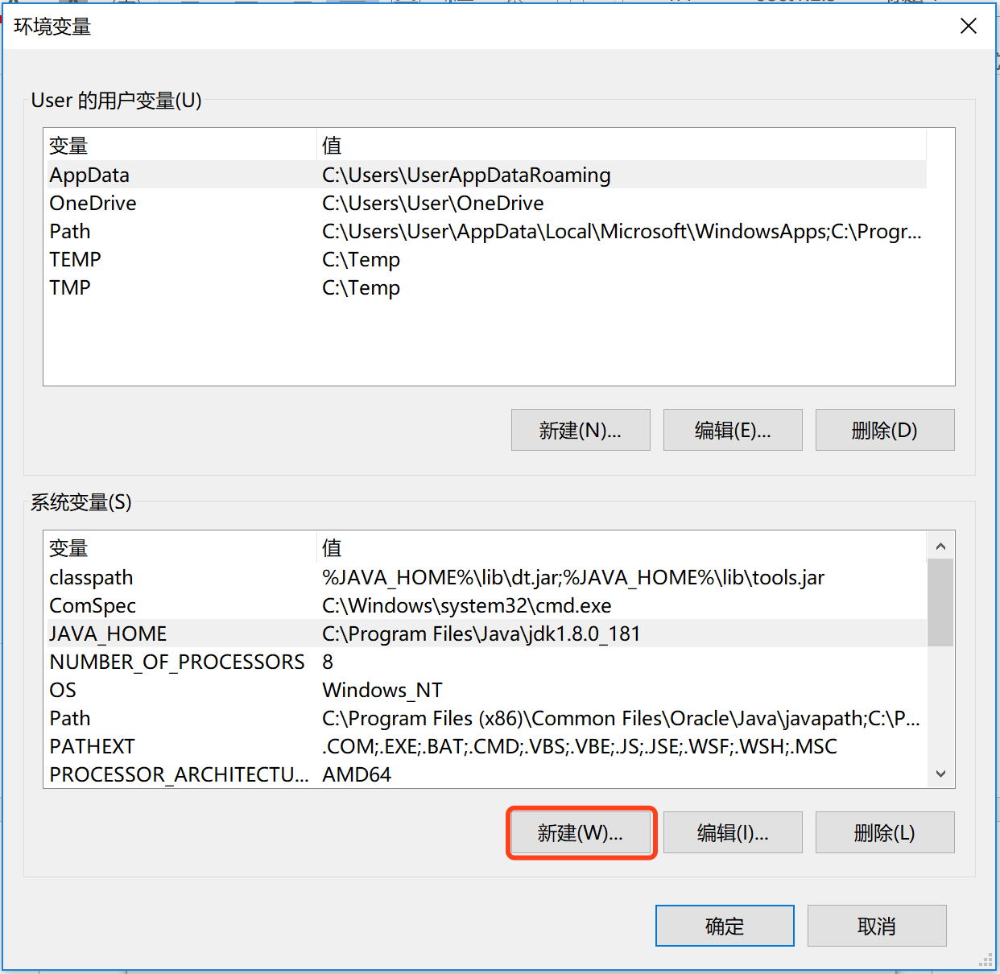 环境变量
User 的用户变量(U)
变量 值
AppData C:\Users\UserAppDataRoaming
OneDrive C:\Users\User\OneDrive
Path C:\Users\User\AppData\Local\Microsoft\WindowsApps;C:\Progr...
TEMP C:\Temp
TMP C:\Temp
新建(N)... 编辑(E)... 删除(D)
系统变量(S)
变量 值
classpath %JAVA_HOME%\lib\dt.jar;%JAVA_HOME%\lib\tools.jar
ComSpec C:\Windows\system32\cmd.exe
JAVA_HOME C:\Program Files\Java\jdk1.8.0_181
NUMBER_OF_PROCESSORS 8
OS Windows_NT
Path C:\Program Files (x86)\Common Files\Oracle\Java\javapath;C:\P...
PATHEXT .COM;.EXE;.BAT;.CMD;.VBS;.VBE;.JS;.JSE;.WSF;.WSH;.MSC
PROCESSOR_ARCHITECTU... AMD64
新建(W)... 编辑(I)... 删除(L)
确定 取消